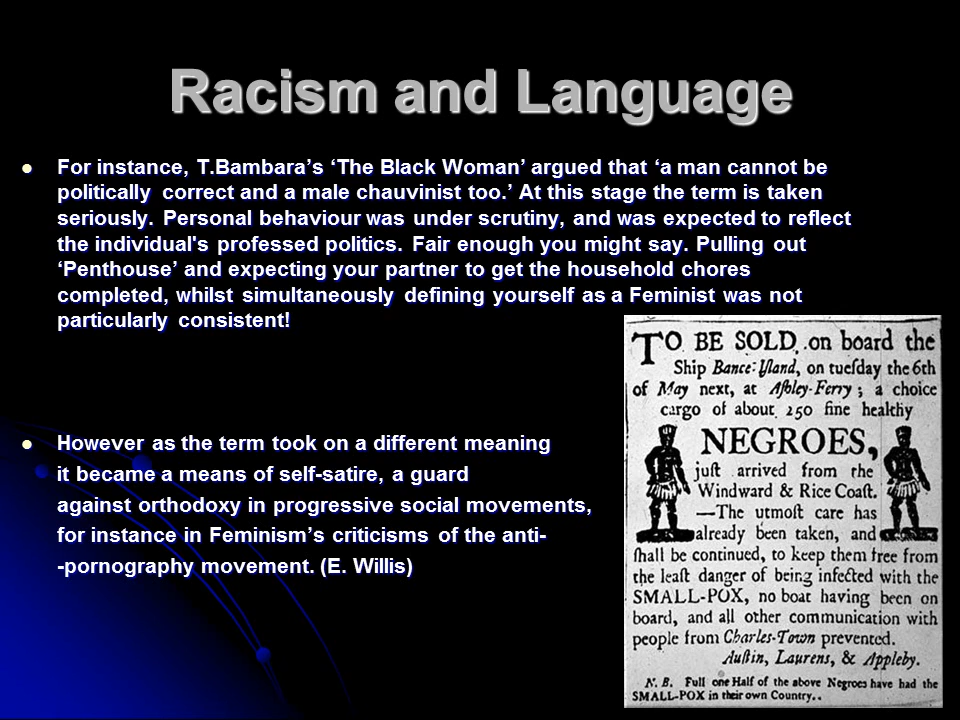 Racism and Language
For instance, T.Bambara’s ‘The Black Woman’ argued that ‘a man cannot be
politically correct and a male chauvinist too.’ At this stage the term is taken
seriously. Personal behaviour was under scrutiny, and was expected to reflect
the individual's professed politics. Fair enough you might say. Pulling out
‘Penthouse’ and expecting your partner to get the household chores
completed, whilst simultaneously defining yourself as a Feminist was not
particularly consistent!
However as the term took on a different meaning
it became a means of self-satire, a guard
against orthodoxy in progressive social movements,
for instance in Feminism’s criticisms of the anti-
-pornography movement. (E. Willis)
TO BE SOLD, on board the
Ship Bance-Yſland, on tueſday the 6th
of May next, at Aſhley-Ferry; a choice
cargo of about 250 fine healthy
NEGROES,
juſt arrived from the
Windward & Rice Coaſt.
—The utmoſt care has
already been taken, and
ſhall be continued, to keep them free from
the leaſt danger of being infected with the
SMALL-POX, no boat having been on
board, and all other communication with
people from Charles-Town prevented.
Auſtin, Laurens, & Appleby.
N. B. Full one Half of the above Negroes have had the
SMALL-POX in their own Country..